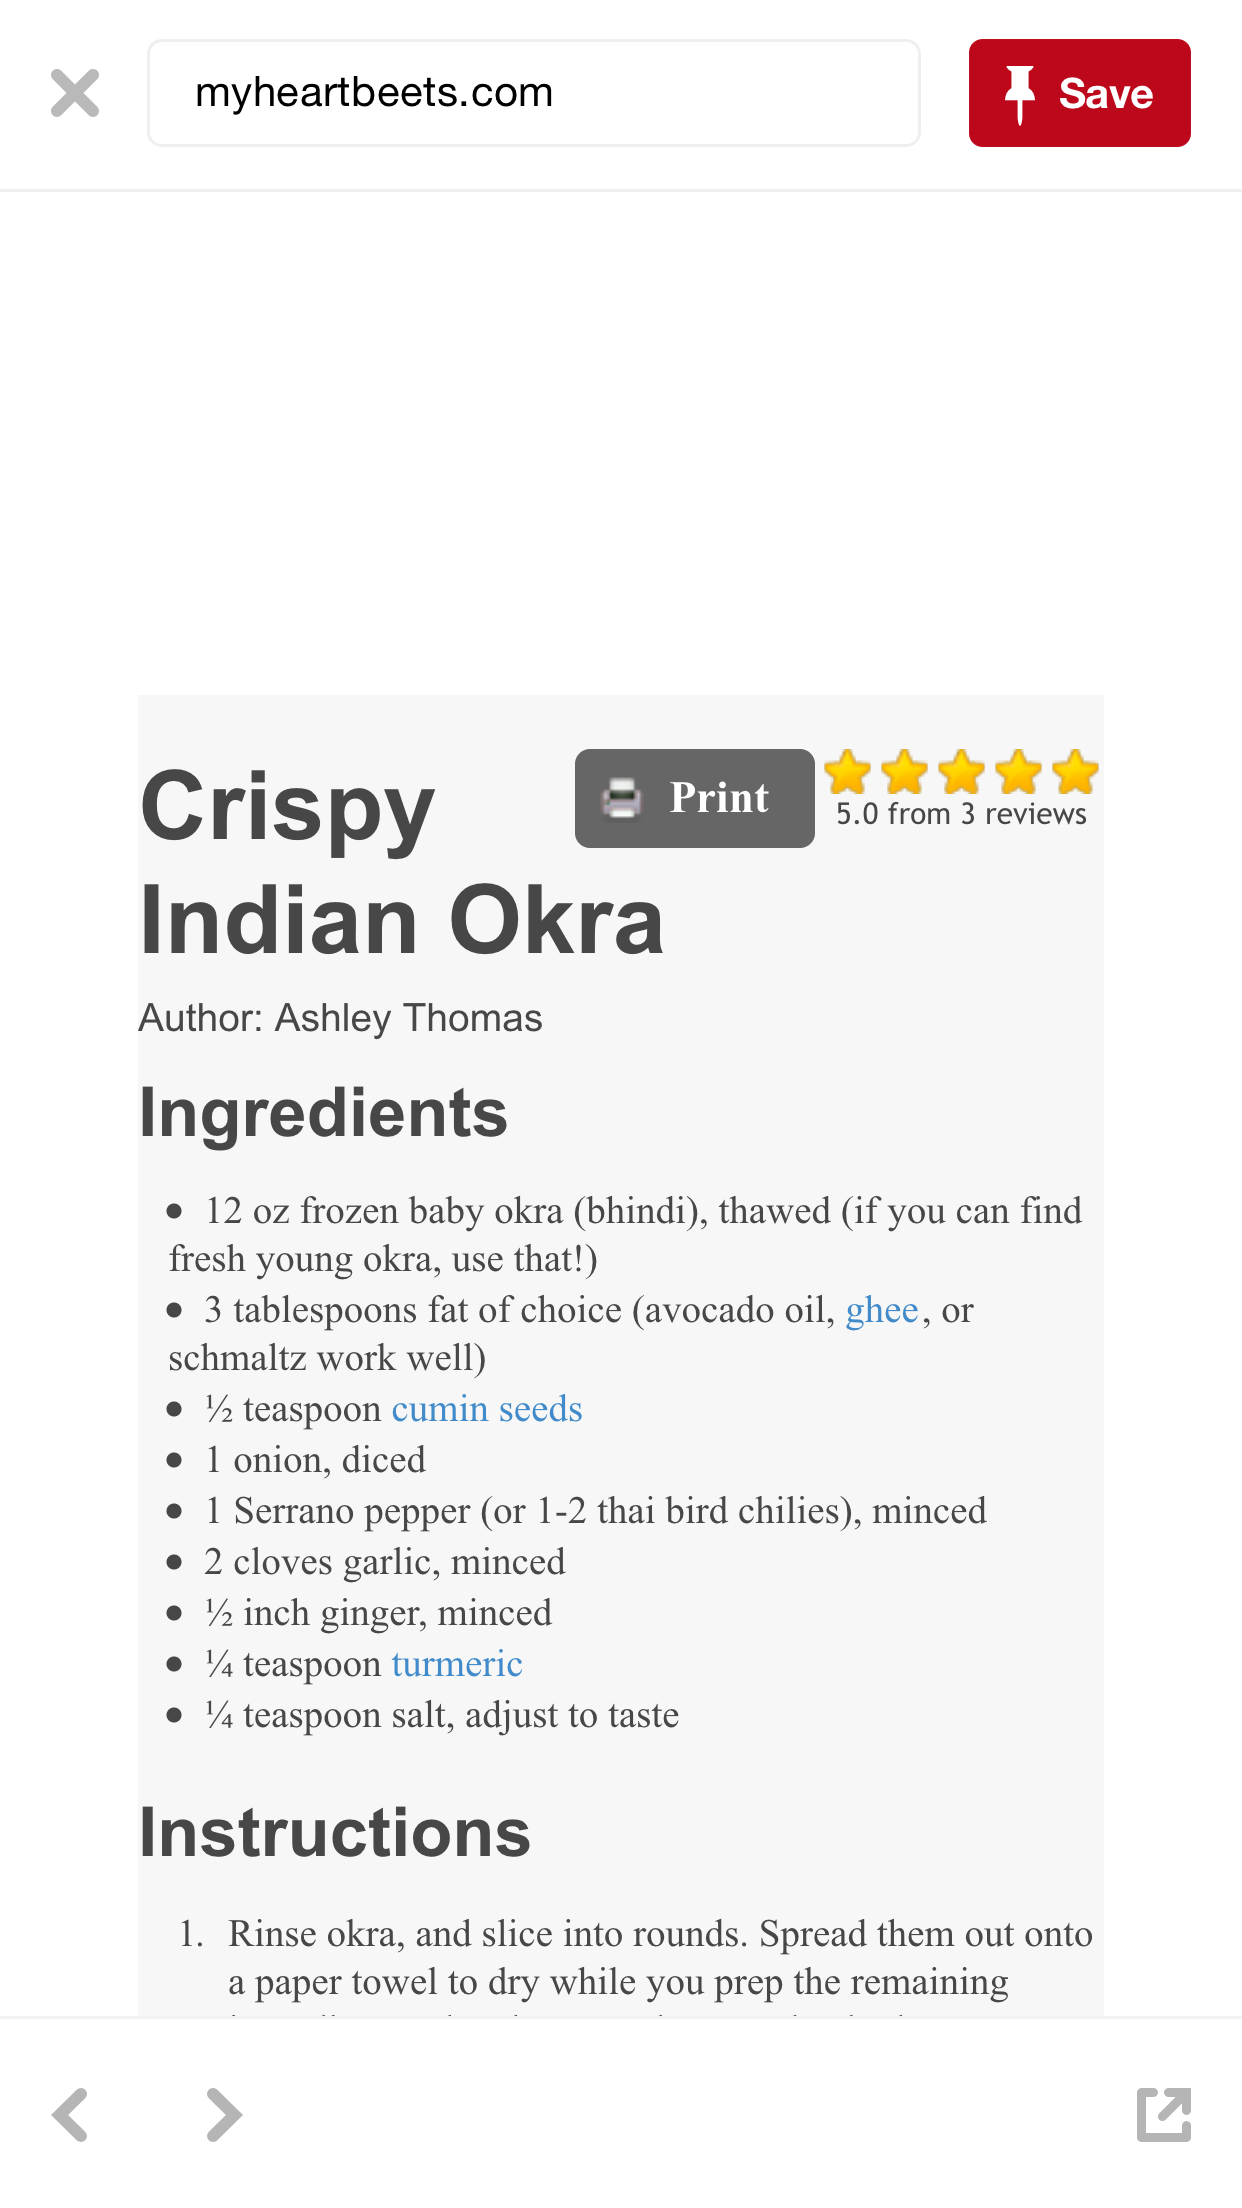 myheartbeets.com
Save
Crispy
Indian Okra
Print
5.0 from 3 reviews
Author: Ashley Thomas
Ingredients
• 12 oz frozen baby okra (bhindi), thawed (if you can find
fresh young okra, use that!)
• 3 tablespoons fat of choice (avocado oil, ghee, or
schmaltz work well)
• ½ teaspoon cumin seeds
• 1 onion, diced
• 1 Serrano pepper (or 1-2 thai bird chilies), minced
• 2 cloves garlic, minced
• ½ inch ginger, minced
• ¼ teaspoon turmeric
• ¼ teaspoon salt, adjust to taste
Instructions
1. Rinse okra, and slice into rounds. Spread them out onto
a paper towel to dry while you prep the remaining